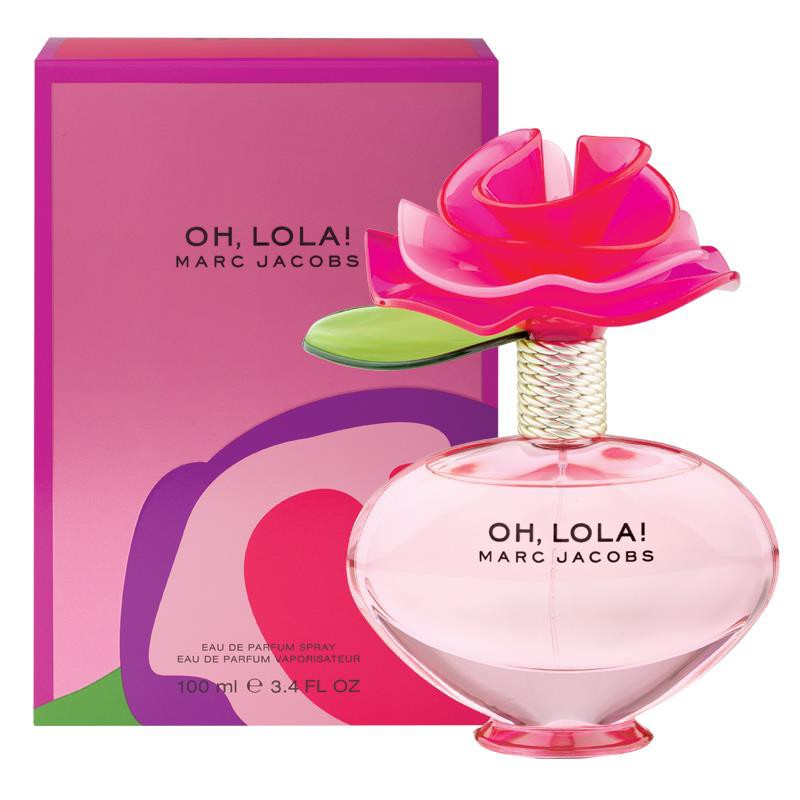 OH, LOLA!
MARC JACOBS
EAU DE PARFUM SPRAY
EAU DE PARFUM VAPORISATEUR
100 ml ℮ 3.4 FL OZ
OH, LOLA!
MARC JACOBS